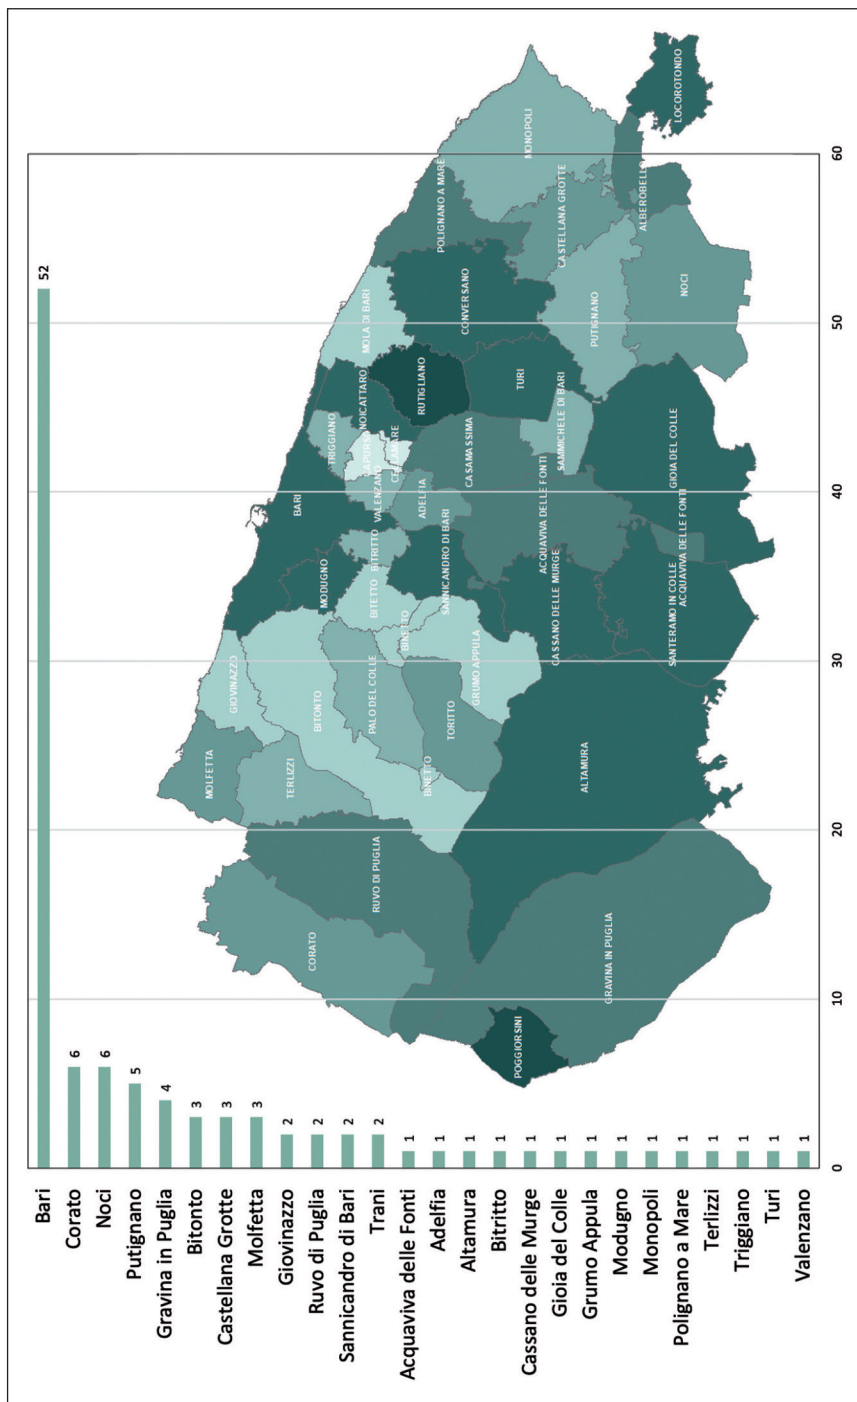 Bari 52
Corato 6
Noci 6
Putignano 5
Gravina in Puglia 4
Bitonto 3
Castellana Grotte 3
Molfetta 3
Giovinazzo 2
Ruvo di Puglia 2
Sannicandro di Bari 2
Trani 2
Acquaviva delle Fonti 1
Adelfia 1
Altamura 1
Bitritto 1
Cassano delle Murge 1
Gioia del Colle 1
Grumo Appula 1
Modugno 1
Monopoli 1
Polignano a Mare 1
Terlizzi 1
Triggiano 1
Turi 1
Valenzano 1
0 10 20 30 40 50 60
MOLFETTA
GIOVINAZZO
TERLIZZI
BITONTO
CORATO
RUVO DI PUGLIA
PALO DEL COLLE
BINETTO
TORITTO
BINETTO
GRUMO APPULA
BITETTO
MODUGNO
BITRITTO
BARI
SANNICANDRO DI BARI
VALENZANO
TRIGGIANO
CAPURSO
CELLAMARE
NOICATTARO
ADELFIA
CASAMASSIMA
RUTIGLIANO
MOLA DI BARI
CONVERSANO
POLIGNANO A MARE
MONOPOLI
CASTELLANA GROTTE
PUTIGNANO
TURI
SAMMICHELE DI BARI
ACQUAVIVA DELLE FONTI
CASSANO DELLE MURGE
SANTERAMO IN COLLE
ACQUAVIVA DELLE FONTI
GIOIA DEL COLLE
NOCI
ALBEROBELLO
LOCOROTONDO
ALTAMURA
GRAVINA IN PUGLIA
POGGIORSINI